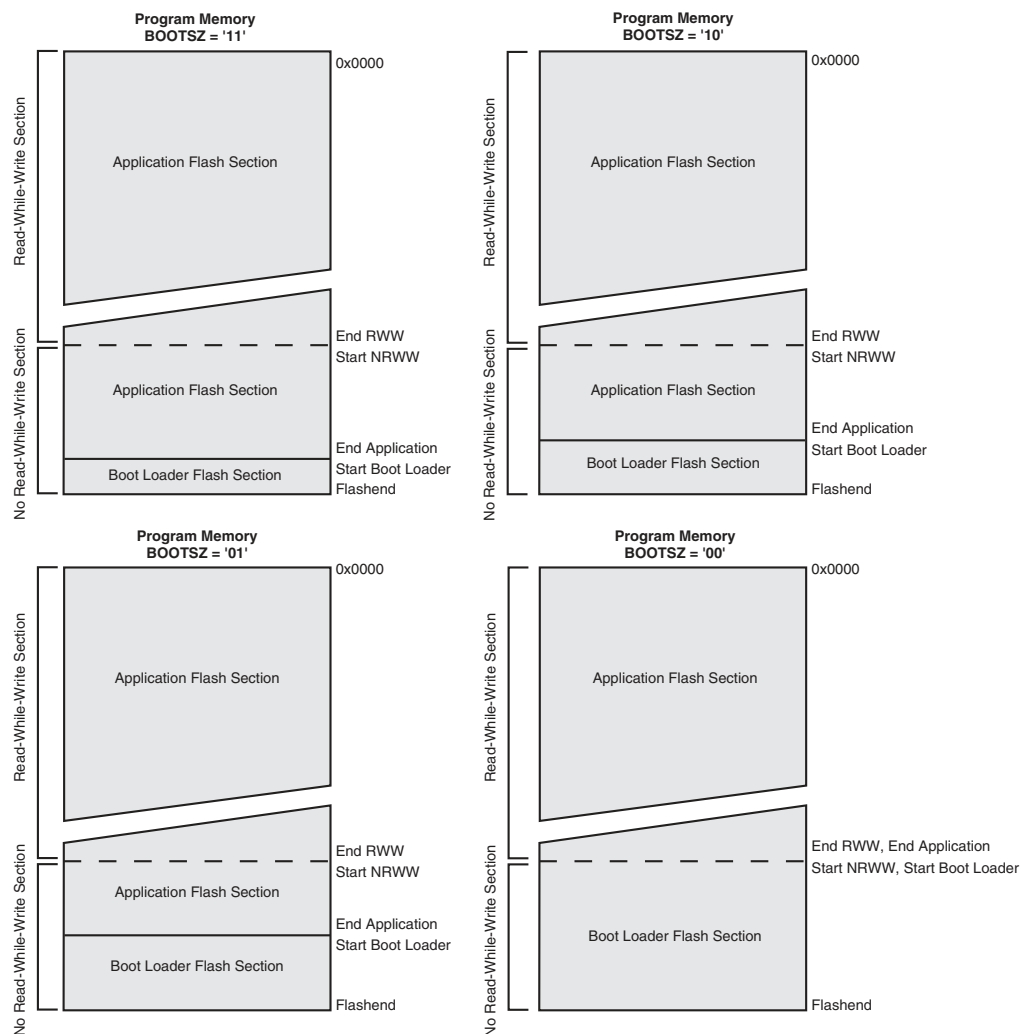 Program Memory
BOOTSZ = '11'
0x0000
Read-While-Write Section
Application Flash Section
End RWW
Start NRWW
No Read-While-Write Section
Application Flash Section
End Application
Start Boot Loader
Boot Loader Flash Section
Flashend
Program Memory
BOOTSZ = '10'
0x0000
Read-While-Write Section
Application Flash Section
End RWW
Start NRWW
No Read-While-Write Section
Application Flash Section
End Application
Start Boot Loader
Boot Loader Flash Section
Flashend
Program Memory
BOOTSZ = '01'
0x0000
Read-While-Write Section
Application Flash Section
End RWW
Start NRWW
No Read-While-Write Section
Application Flash Section
End Application
Start Boot Loader
Boot Loader Flash Section
Flashend
Program Memory
BOOTSZ = '00'
0x0000
Read-While-Write Section
Application Flash Section
End RWW, End Application
Start NRWW, Start Boot Loader
No Read-While-Write Section
Boot Loader Flash Section
Flashend